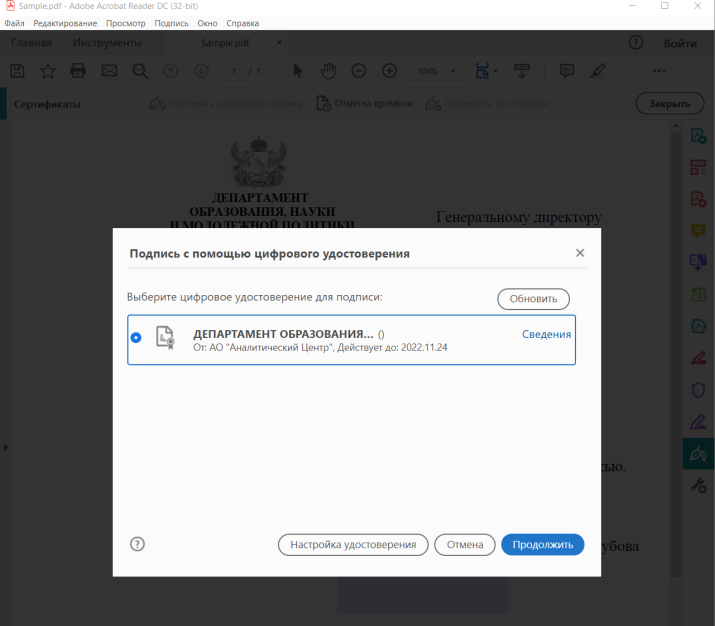 Sample.pdf - Adobe Acrobat Reader DC (32-bit)
Файл Редактирование Просмотр Подпись Окно Справка
Главная Инструменты Sample.pdf × ? Войти
1 / 1 104%
Сертификаты Поставить цифровую подпись Отметка времени Проверить все подписи Закрыть
ДЕПАРТАМЕНТ
ОБРАЗОВАНИЯ, НАУКИ
И МОЛОДЕЖНОЙ ПОЛИТИКИ
Генеральному директору
Подпись с помощью цифрового удостоверения
Выберите цифровое удостоверение для подписи: Обновить
ДЕПАРТАМЕНТ ОБРАЗОВАНИЯ... () Сведения
От: АО "Аналитический Центр", Действует до: 2022.11.24
сью.
? Настройка удостоверения Отмена Продолжить
убова